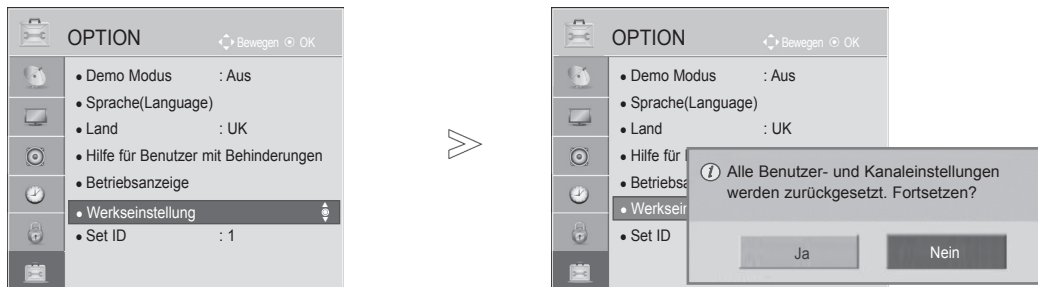 OPTION
Bewegen OK
• Demo Modus : Aus
• Sprache(Language)
• Land : UK
• Hilfe für Benutzer mit Behinderungen
• Betriebsanzeige
• Werkseinstellung
• Set ID : 1
>>
OPTION
Bewegen OK
• Demo Modus : Aus
• Sprache(Language)
• Land : UK
• Hilfe für
• Betriebsa
• Werksein
• Set ID
i Alle Benutzer- und Kanaleinstellungen
werden zurückgesetzt. Fortsetzen?
Ja Nein